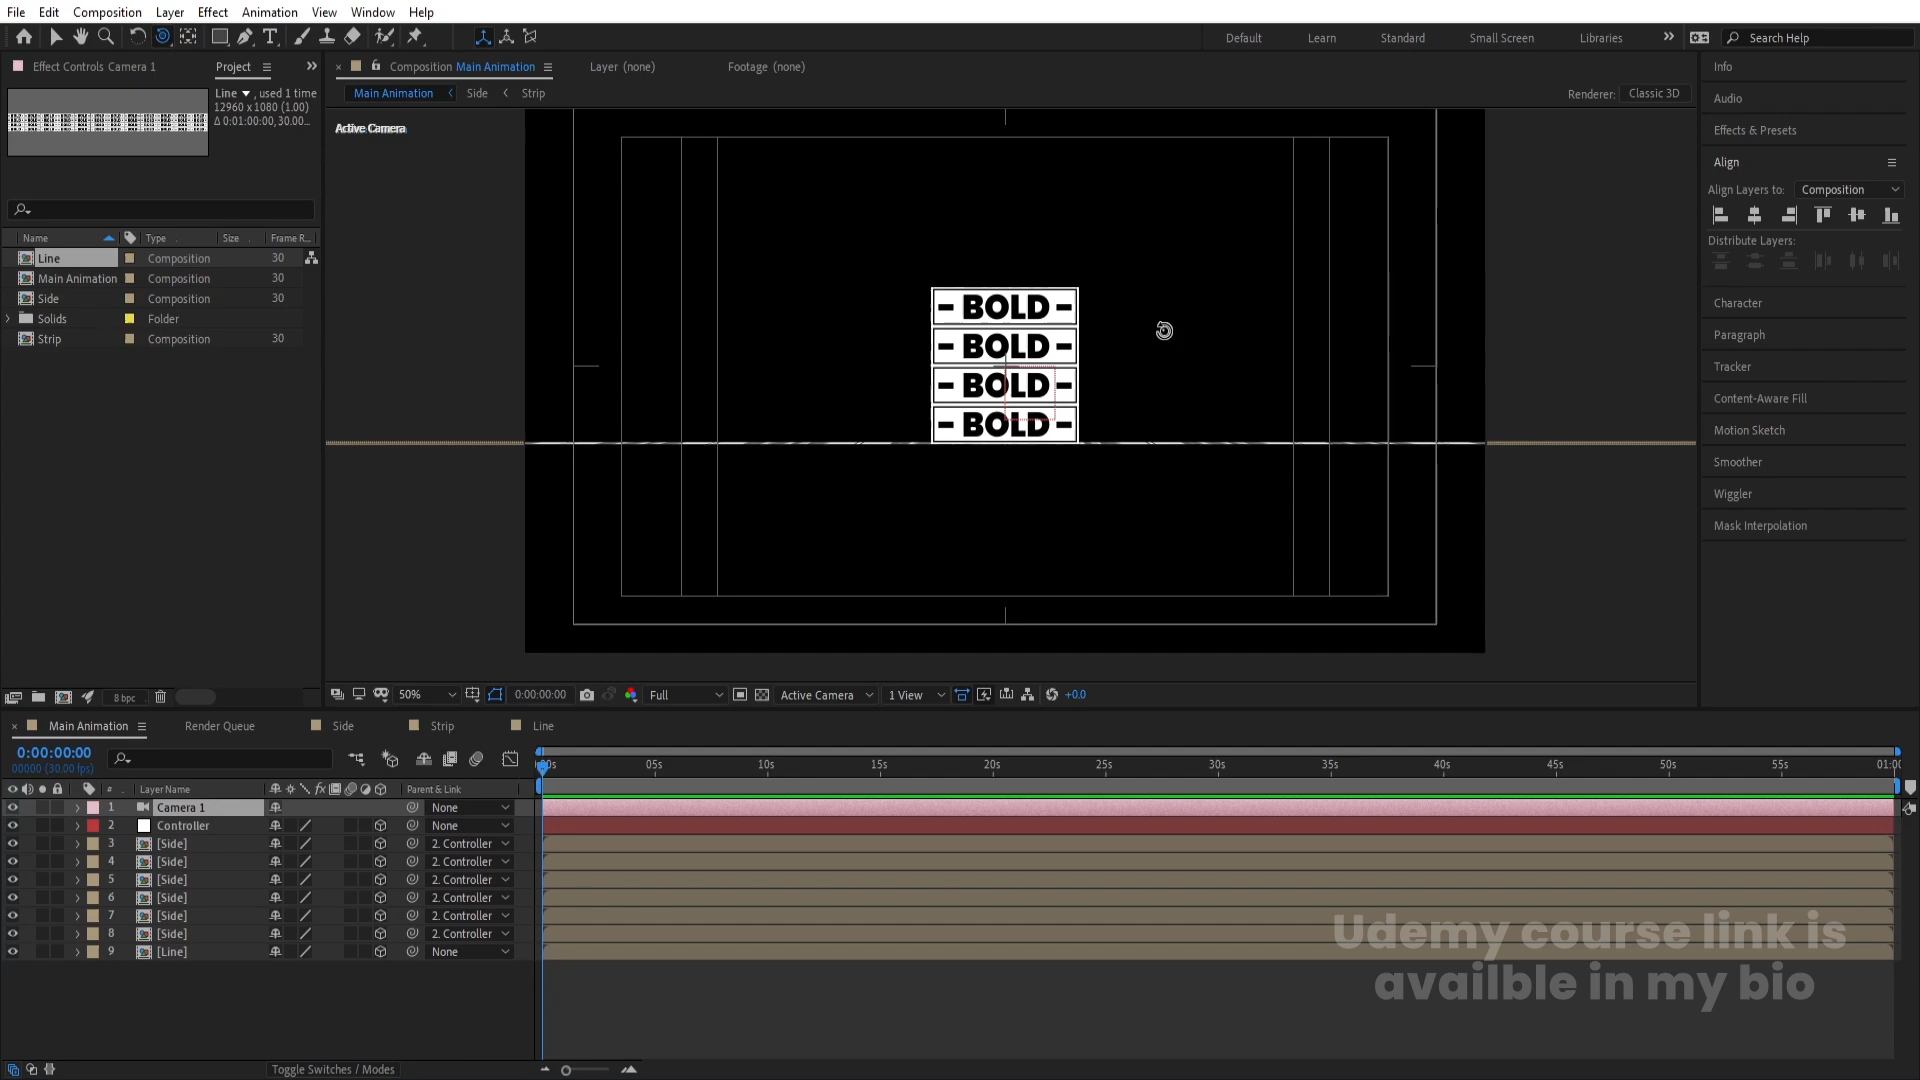 File Edit Composition Layer Effect Animation View Window Help
Default Learn Standard Small Screen Libraries Search Help
Effect Controls Camera 1 Project
Composition Main Animation Layer (none) Footage (none)
Line , used 1 time
12960 x 1080 (1.00)
Δ 0:01:00:00, 30.00...
Main Animation Side Strip
Renderer: Classic 3D
Active Camera
Name Type Size Frame R...
Line Composition 30
Main Animation Composition 30
Side Composition 30
Solids Folder
Strip Composition 30
- BOLD -
- BOLD -
- BOLD -
- BOLD -
Info
Audio
Effects & Presets
Align
Align Layers to: Composition
Distribute Layers:
Character
Paragraph
Tracker
Content-Aware Fill
Motion Sketch
Smoother
Wiggler
Mask Interpolation
8 bpc
50% 0:00:00:00 Full Active Camera 1 View +0.0
Main Animation Render Queue Side Strip Line
0:00:00:00
00000 (30.00 fps)
05s 10s 15s 20s 25s 30s 35s 40s 45s 50s 55s
# Layer Name fx Parent & Link
1 Camera 1 None
2 Controller None
3 [Side] 2. Controller
4 [Side] 2. Controller
5 [Side] 2. Controller
6 [Side] 2. Controller
7 [Side] 2. Controller
8 [Side] 2. Controller
9 [Line] None
Udemy course link is
availble in my bio
Toggle Switches / Modes